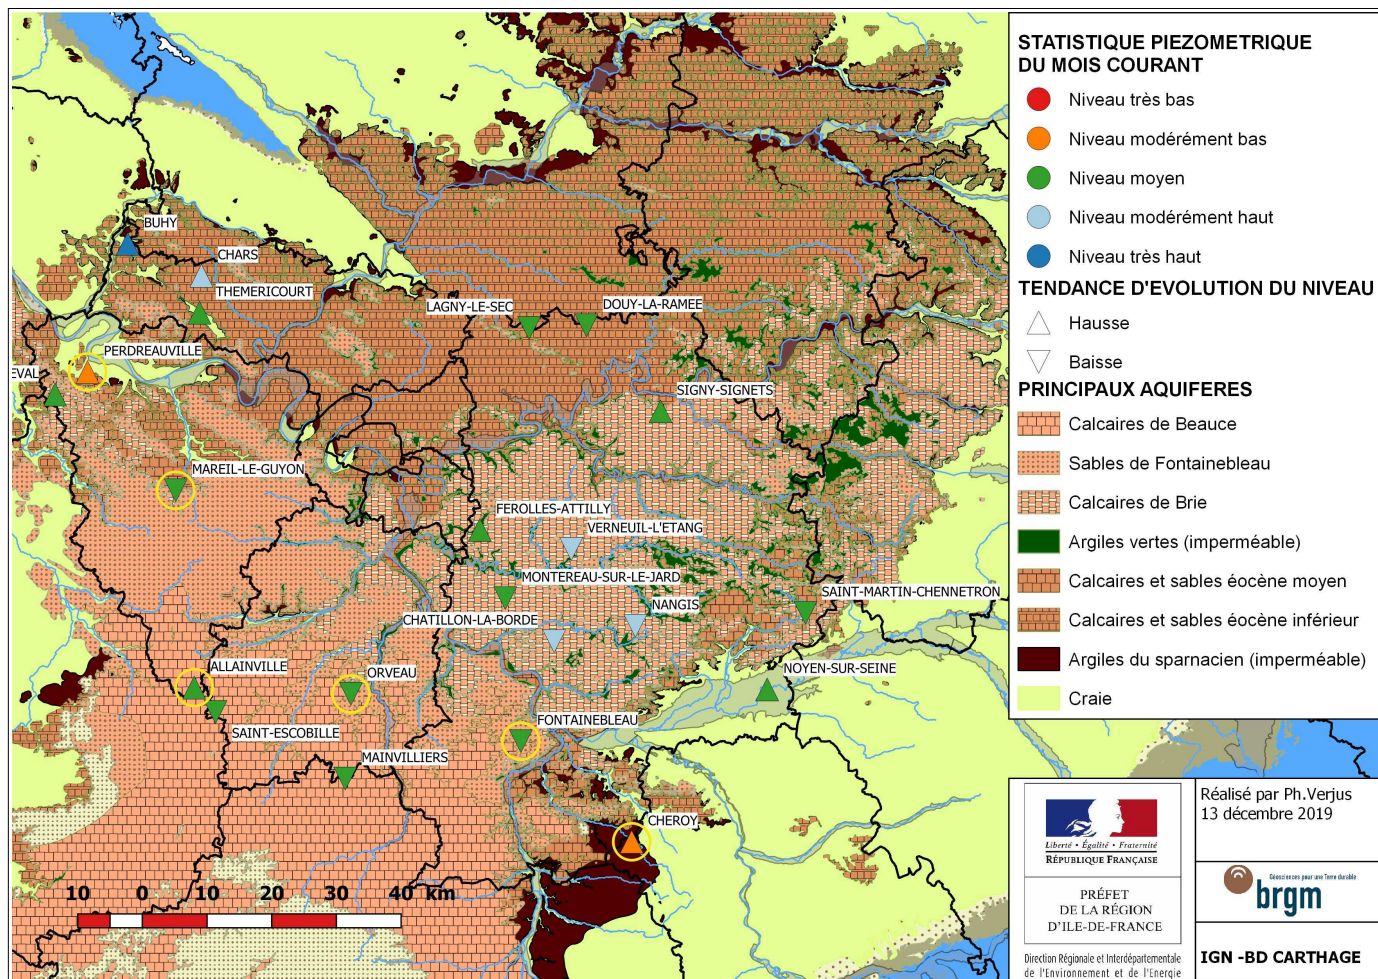 BUHY
CHARS
THEMERICOURT
LAGNY-LE-SEC
DOUY-LA-RAMEE
PERDREAUVILLE
EVAL
SIGNY-SIGNETS
MAREIL-LE-GUYON
FEROLLES-ATTILLY
VERNEUIL-L'ETANG
MONTEREAU-SUR-LE-JARD
SAINT-MARTIN-CHENNETRON
NANGIS
CHATILLON-LA-BORDE
ALLAINVILLE
ORVEAU
NOYEN-SUR-SEINE
FONTAINEBLEAU
SAINT-ESCOBILLE
MAINVILLIERS
CHEROY
10 0 10 20 30 40 km
STATISTIQUE PIEZOMETRIQUE
DU MOIS COURANT
Niveau très bas
Niveau modérément bas
Niveau moyen
Niveau modérément haut
Niveau très haut
TENDANCE D'EVOLUTION DU NIVEAU
Hausse
Baisse
PRINCIPAUX AQUIFERES
Calcaires de Beauce
Sables de Fontainebleau
Calcaires de Brie
Argiles vertes (imperméable)
Calcaires et sables éocène moyen
Calcaires et sables éocène inférieur
Argiles du sparnacien (imperméable)
Craie
Liberté • Égalité • Fraternité
RÉPUBLIQUE FRANÇAISE
PRÉFET
DE LA RÉGION
D'ILE-DE-FRANCE
Direction Régionale et Interdépartementale
de l'Environnement et de l'Energie
Réalisé par Ph.Verjus
13 décembre 2019
Géosciences pour une Terre durable
brgm
IGN -BD CARTHAGE